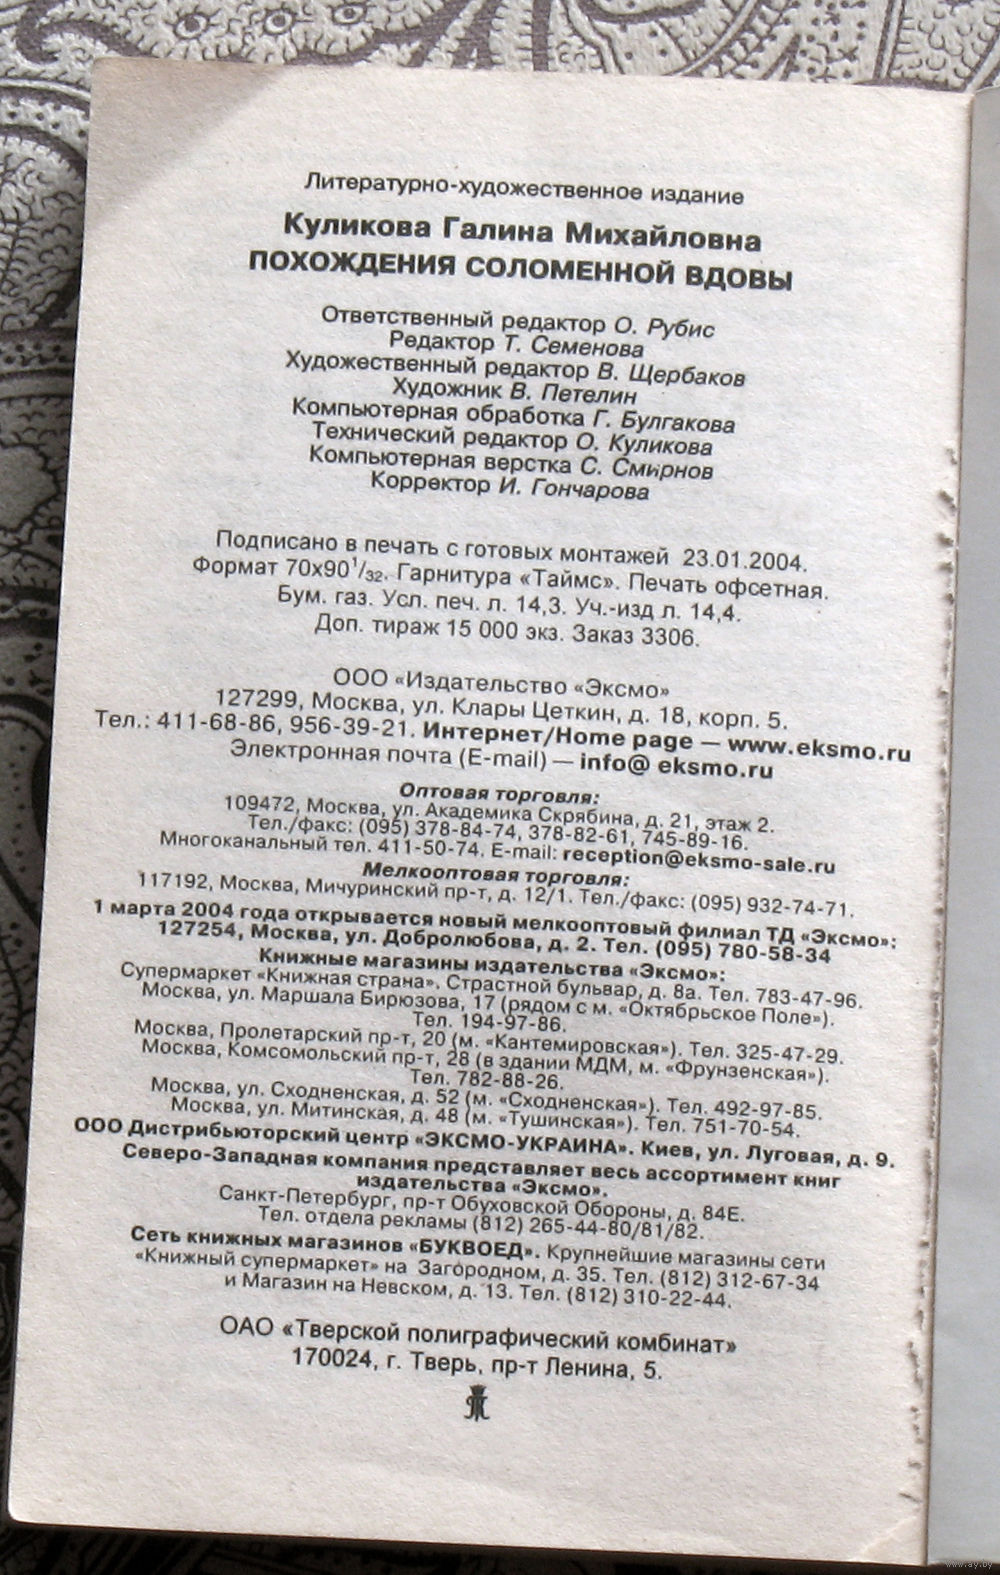 Литературно-художественное издание
Куликова Галина Михайловна
ПОХОЖДЕНИЯ СОЛОМЕННОЙ ВДОВЫ
Ответственный редактор О. Рубис
Редактор Т. Семенова
Художественный редактор В. Щербаков
Художник В. Петелин
Компьютерная обработка Г. Булгакова
Технический редактор О. Куликова
Компьютерная верстка С. Смирнов
Корректор И. Гончарова
Подписано в печать с готовых монтажей 23.01.2004.
Формат 70x90 1/32. Гарнитура «Таймс». Печать офсетная.
Бум. газ. Усл. печ. л. 14,3. Уч.-изд л. 14,4.
Доп. тираж 15 000 экз. Заказ 3306.
ООО «Издательство «Эксмо»
127299, Москва, ул. Клары Цеткин, д. 18, корп. 5.
Тел.: 411-68-86, 956-39-21. Интернет/Home page — www.eksmo.ru
Электронная почта (E-mail) — info@ eksmo.ru
Оптовая торговля:
109472, Москва, ул. Академика Скрябина, д. 21, этаж 2.
Тел./факс: (095) 378-84-74, 378-82-61, 745-89-16.
Многоканальный тел. 411-50-74. E-mail: reception@eksmo-sale.ru
Мелкооптовая торговля:
117192, Москва, Мичуринский пр-т, д. 12/1. Тел./факс: (095) 932-74-71.
1 марта 2004 года открывается новый мелкооптовый филиал ТД «Эксмо»:
127254, Москва, ул. Добролюбова, д. 2. Тел. (095) 780-58-34
Книжные магазины издательства «Эксмо»:
Супермаркет «Книжная страна». Страстной бульвар, д. 8а. Тел. 783-47-96.
Москва, ул. Маршала Бирюзова, 17 (рядом с м. «Октябрьское Поле»).
Тел. 194-97-86.
Москва, Пролетарский пр-т, 20 (м. «Кантемировская»). Тел. 325-47-29.
Москва, Комсомольский пр-т, 28 (в здании МДМ, м. «Фрунзенская»).
Тел. 782-88-26.
Москва, ул. Сходненская, д. 52 (м. «Сходненская»). Тел. 492-97-85.
Москва, ул. Митинская, д. 48 (м. «Тушинская»). Тел. 751-70-54.
ООО Дистрибьюторский центр «ЭКСМО-УКРАИНА». Киев, ул. Луговая, д. 9.
Северо-Западная компания представляет весь ассортимент книг
издательства «Эксмо».
Санкт-Петербург, пр-т Обуховской Обороны, д. 84Е.
Тел. отдела рекламы (812) 265-44-80/81/82.
Сеть книжных магазинов «БУКВОЕД». Крупнейшие магазины сети
«Книжный супермаркет» на Загородном, д. 35. Тел. (812) 312-67-34
и Магазин на Невском, д. 13. Тел. (812) 310-22-44.
ОАО «Тверской полиграфический комбинат»
170024, г. Тверь, пр-т Ленина, 5.
www.ay.by